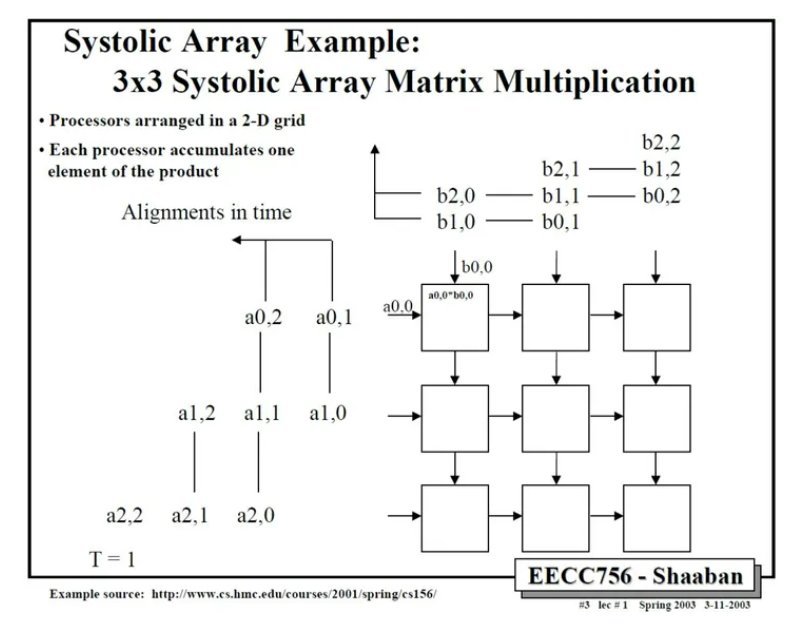 Systolic Array Example:
3x3 Systolic Array Matrix Multiplication
• Processors arranged in a 2-D grid
• Each processor accumulates one
element of the product
Alignments in time
b2,2
b2,1 b1,2
b2,0 b1,1 b0,2
b1,0 b0,1
b0,0
a0,0*b0,0
a0,2 a0,1 a0,0
a1,2 a1,1 a1,0
a2,2 a2,1 a2,0
T = 1
EECC756 - Shaaban
Example source: http://www.cs.hmc.edu/courses/2001/spring/cs156/
#3 lec # 1 Spring 2003 3-11-2003